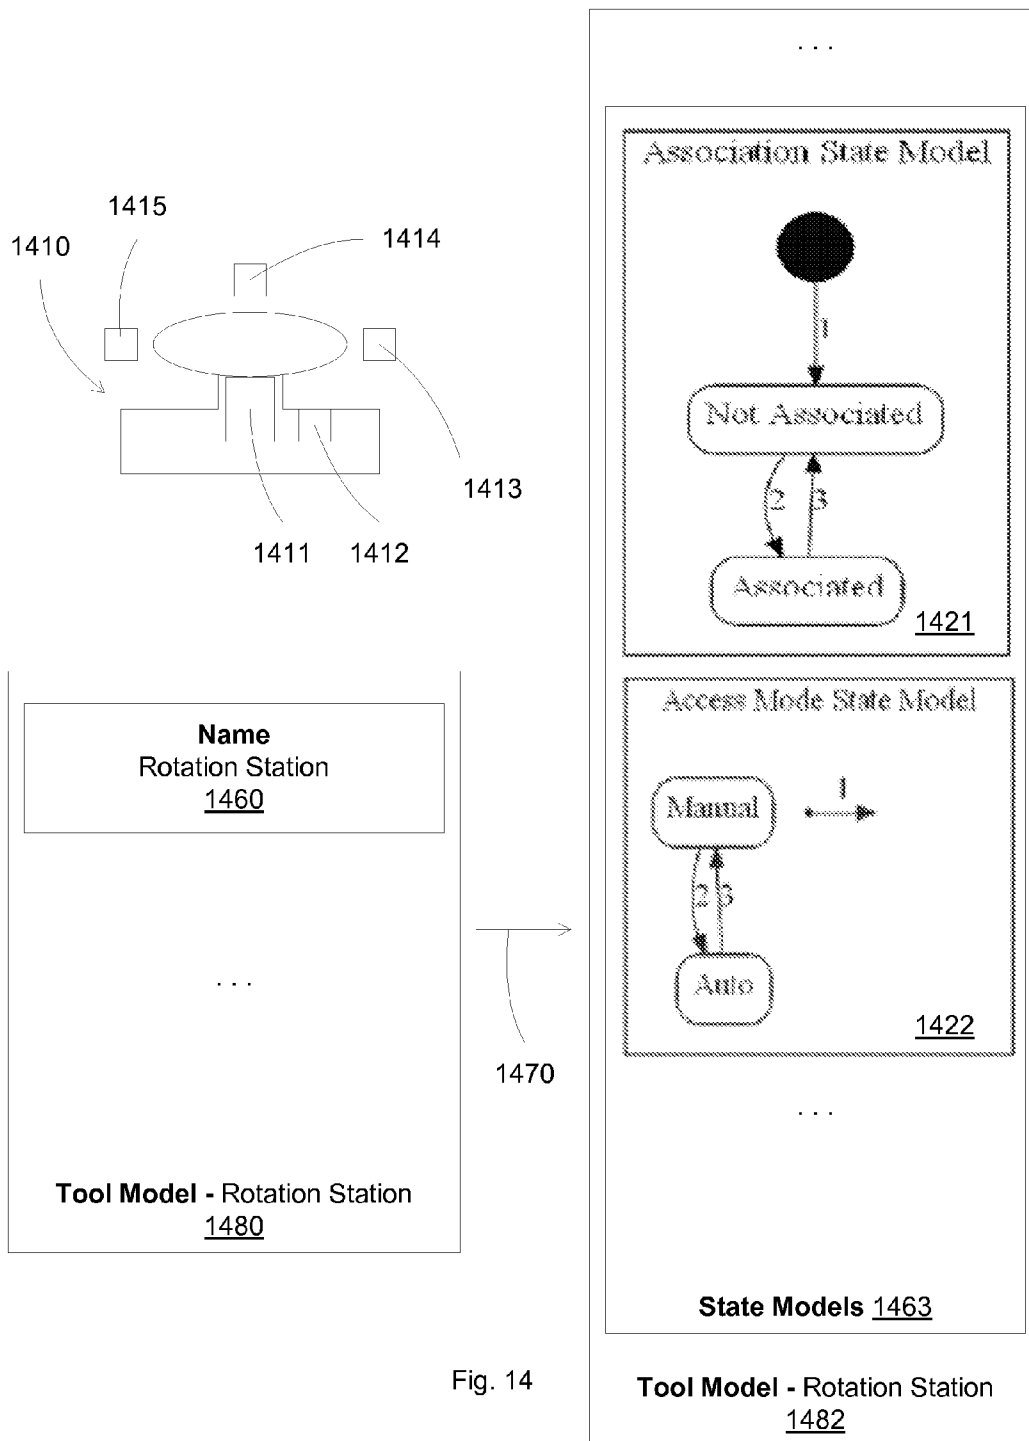 1415
1410
1414
1413
1411
1412
Name
Rotation Station
1460
. . .
Tool Model - Rotation Station
1480
1470
. . .
Association State Model
1
Not Associated
2
3
Associated
1421
Access Mode State Model
Manual
1
2
3
Auto
1422
. . .
State Models 1463
Tool Model - Rotation Station
1482
Fig. 14